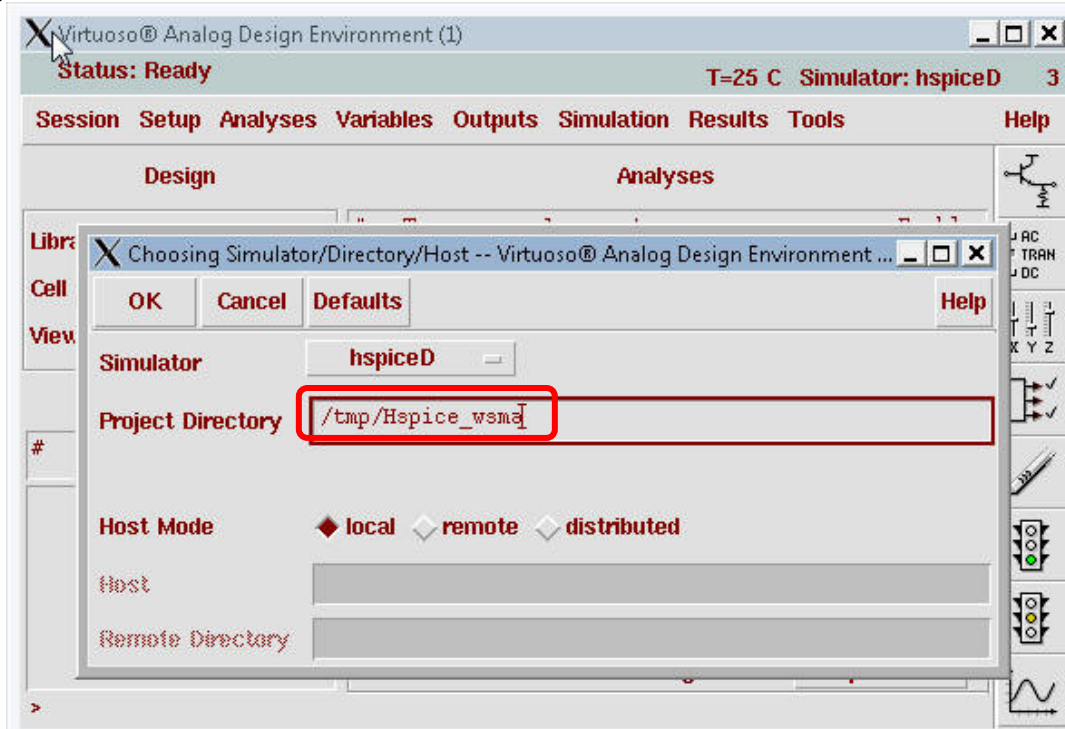 Virtuoso® Analog Design Environment (1)
Status: Ready
T=25 C Simulator: hspiceD 3
Session Setup Analyses Variables Outputs Simulation Results Tools Help
Design
Analyses
Libra
Cell
View
#
Choosing Simulator/Directory/Host -- Virtuoso® Analog Design Environment ...
OK Cancel Defaults Help
Simulator hspiceD
Project Directory /tmp/Hspice_wsma
Host Mode local remote distributed
Host
Remote Directory
AC
TRAN
DC
X Y Z
>